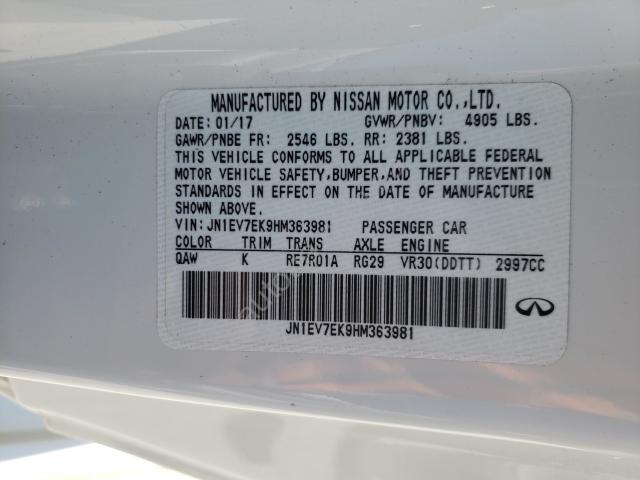 MANUFACTURED BY NISSAN MOTOR CO.,LTD.
DATE: 01/17 GVWR/PNBV: 4905 LBS.
GAWR/PNBE FR: 2546 LBS. RR: 2381 LBS.
THIS VEHICLE CONFORMS TO ALL APPLICABLE FEDERAL
MOTOR VEHICLE SAFETY,BUMPER,AND THEFT PREVENTION
STANDARDS IN EFFECT ON THE DATE OF MANUFACTURE
SHOWN ABOVE.
VIN: JN1EV7EK9HM363981 PASSENGER CAR
COLOR TRIM TRANS AXLE ENGINE
QAW K RE7R01A RG29 VR30(DDTT) 2997CC
JN1EV7EK9HM363981